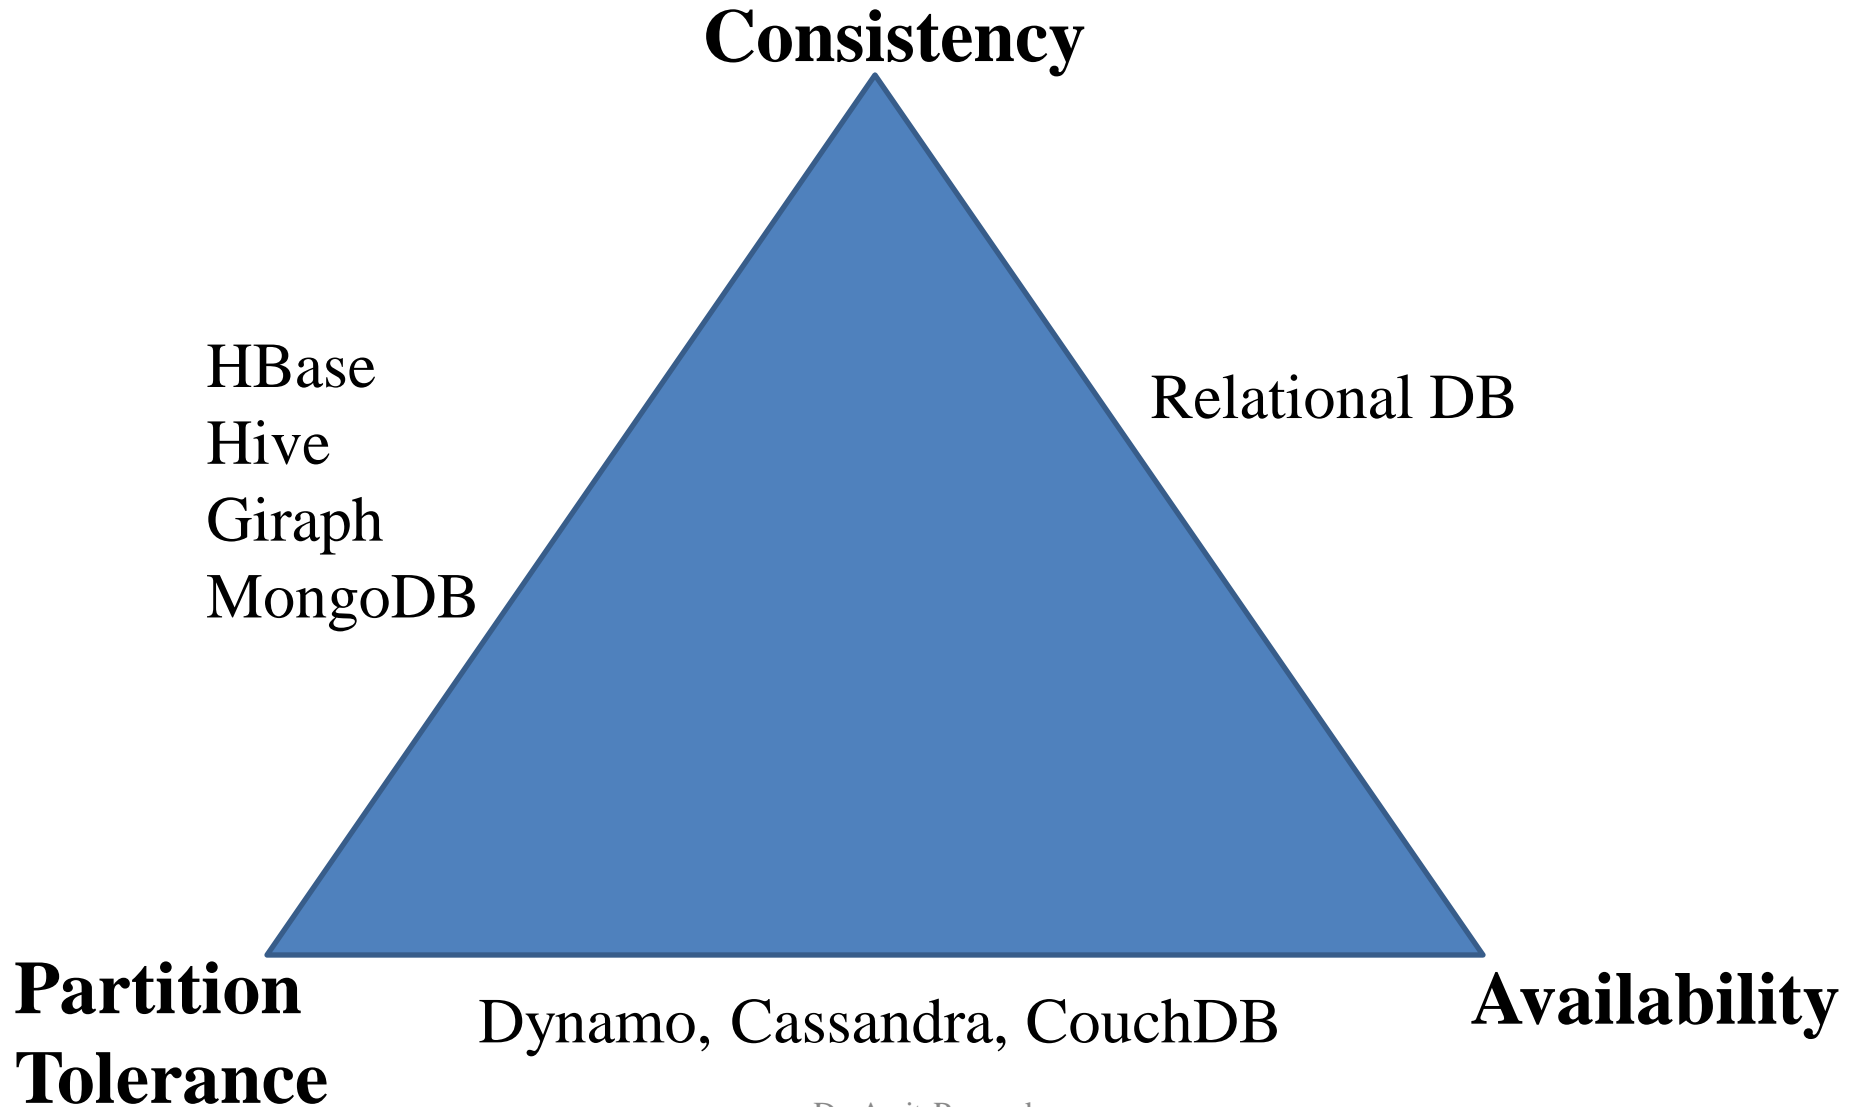 Consistency
HBase
Hive
Giraph
MongoDB
Relational DB
Partition
Tolerance
Dynamo, Cassandra, CouchDB
Availability